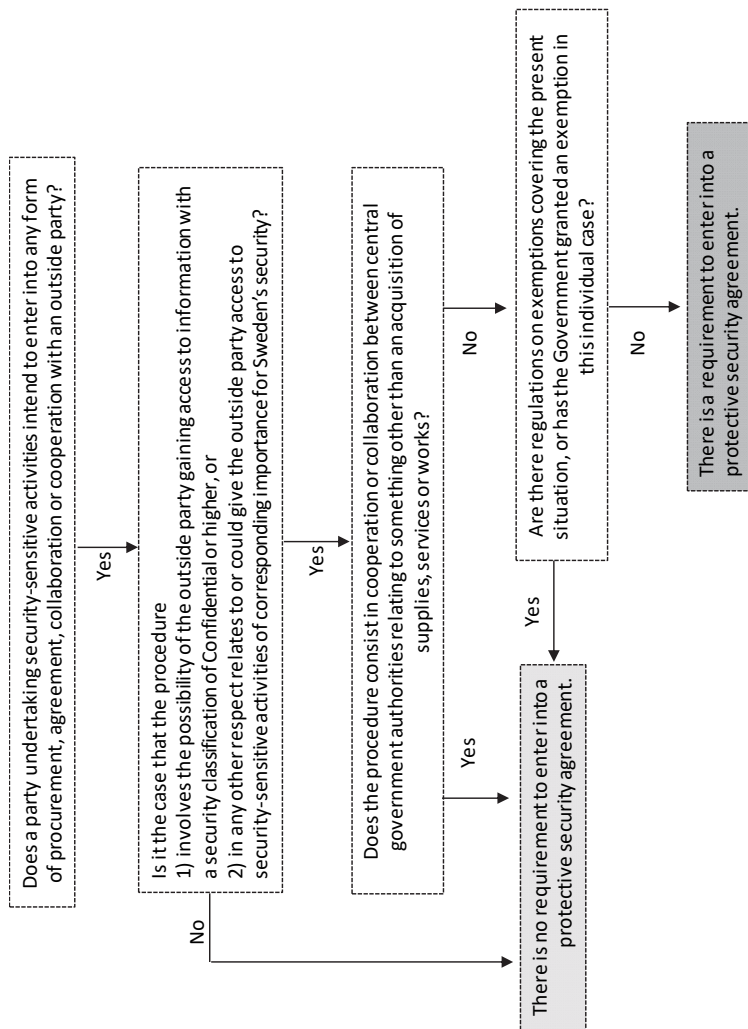 Does a party undertaking security-sensitive activities intend to enter into any form
of procurement, agreement, collaboration or cooperation with an outside party?
Yes
Is it the case that the procedure
1) involves the possibility of the outside party gaining access to information with
a security classification of Confidential or higher, or
2) in any other respect relates to or could give the outside party access to
security-sensitive activities of corresponding importance for Sweden's security?
No
Yes
Does the procedure consist in cooperation or collaboration between central
government authorities relating to something other than an acquisition of
supplies, services or works?
Yes
No
There is no requirement to enter into a
protective security agreement.
Yes
Are there regulations on exemptions covering the present
situation, or has the Government granted an exemption in
this individual case?
No
There is a requirement to enter into a
protective security agreement.